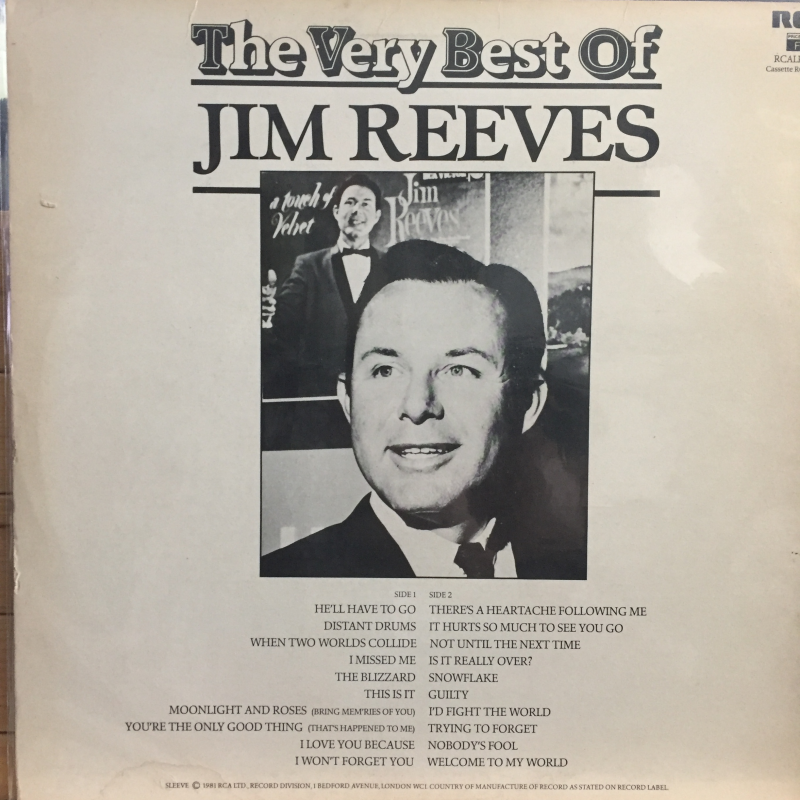 The Very Best Of
JIM REEVES
a touch of
Velvet
Jim
Reeves
SIDE 1 SIDE 2
HE'LL HAVE TO GO THERE'S A HEARTACHE FOLLOWING ME
DISTANT DRUMS IT HURTS SO MUCH TO SEE YOU GO
WHEN TWO WORLDS COLLIDE NOT UNTIL THE NEXT TIME
I MISSED ME IS IT REALLY OVER?
THE BLIZZARD SNOWFLAKE
THIS IS IT GUILTY
MOONLIGHT AND ROSES (BRING MEM'RIES OF YOU) I'D FIGHT THE WORLD
YOU'RE THE ONLY GOOD THING (THAT'S HAPPENED TO ME) TRYING TO FORGET
I LOVE YOU BECAUSE NOBODY'S FOOL
I WON'T FORGET YOU WELCOME TO MY WORLD
SLEEVE © 1981 RCA LTD., RECORD DIVISION, 1 BEDFORD AVENUE, LONDON WC1 COUNTRY OF MANUFACTURE OF RECORD AS STATED ON RECORD LABEL.
Cassette